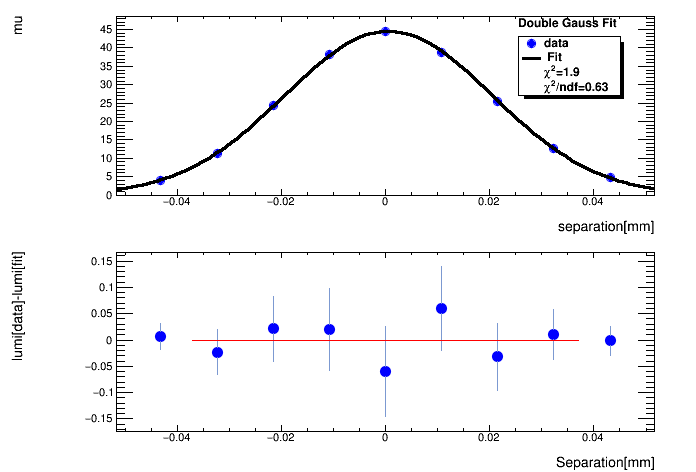 mu
Double Gauss Fit
data
Fit
χ²=1.9
χ²/ndf=0.63
45
40
35
30
25
20
15
10
5
0
−0.04 −0.02 0 0.02 0.04
separation[mm]
lumi[data]-lumi[fit]
0.15
0.1
0.05
0
−0.05
−0.1
−0.15
−0.04 −0.02 0 0.02 0.04
Separation[mm]